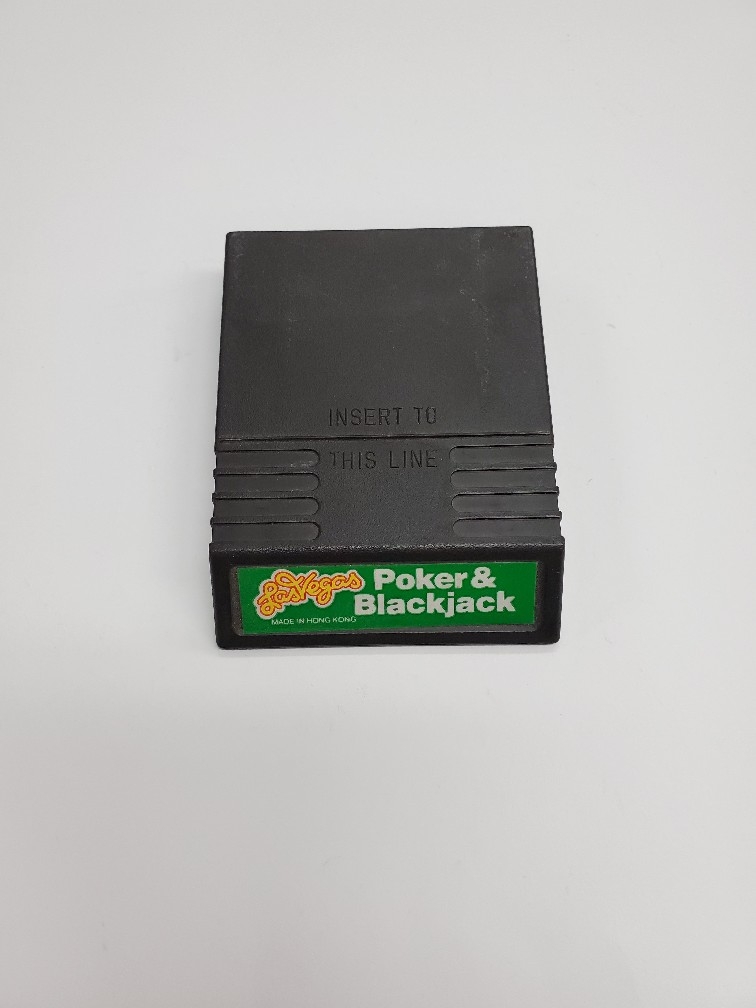 INSERT TO
THIS LINE
Las Vegas Poker &
Blackjack
MADE IN HONG KONG